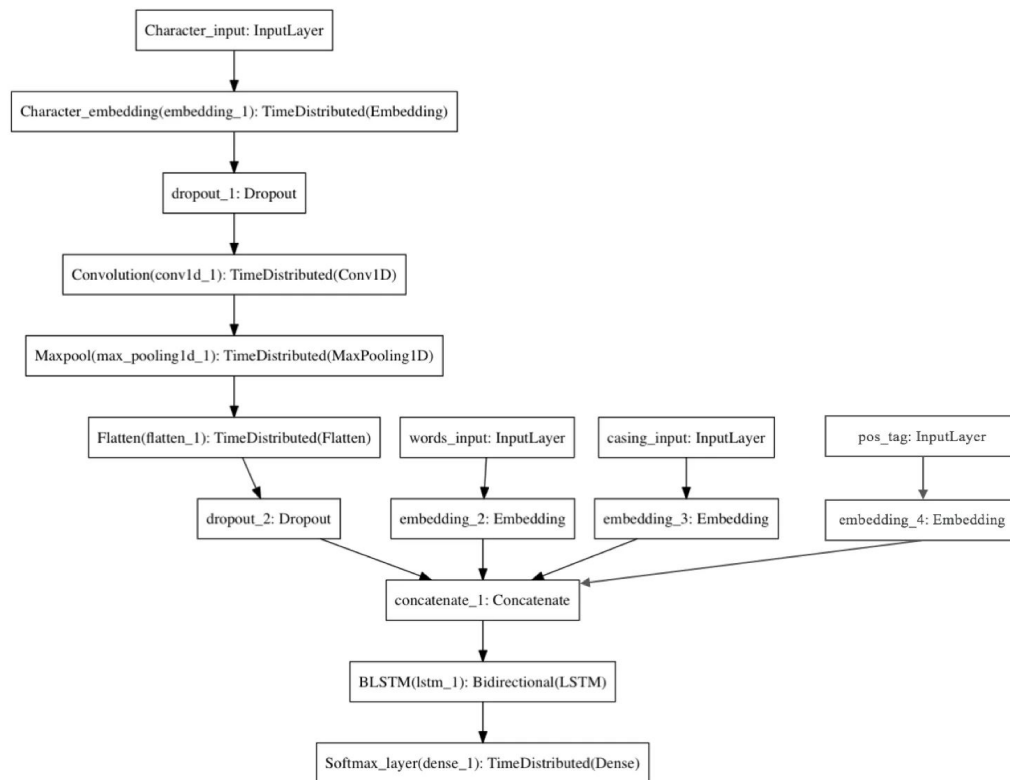 Character_input: InputLayer
Character_embedding(embedding_1): TimeDistributed(Embedding)
dropout_1: Dropout
Convolution(conv1d_1): TimeDistributed(Conv1D)
Maxpool(max_pooling1d_1): TimeDistributed(MaxPooling1D)
Flatten(flatten_1): TimeDistributed(Flatten)
words_input: InputLayer
casing_input: InputLayer
pos_tag: InputLayer
dropout_2: Dropout
embedding_2: Embedding
embedding_3: Embedding
embedding_4: Embedding
concatenate_1: Concatenate
BLSTM(lstm_1): Bidirectional(LSTM)
Softmax_layer(dense_1): TimeDistributed(Dense)